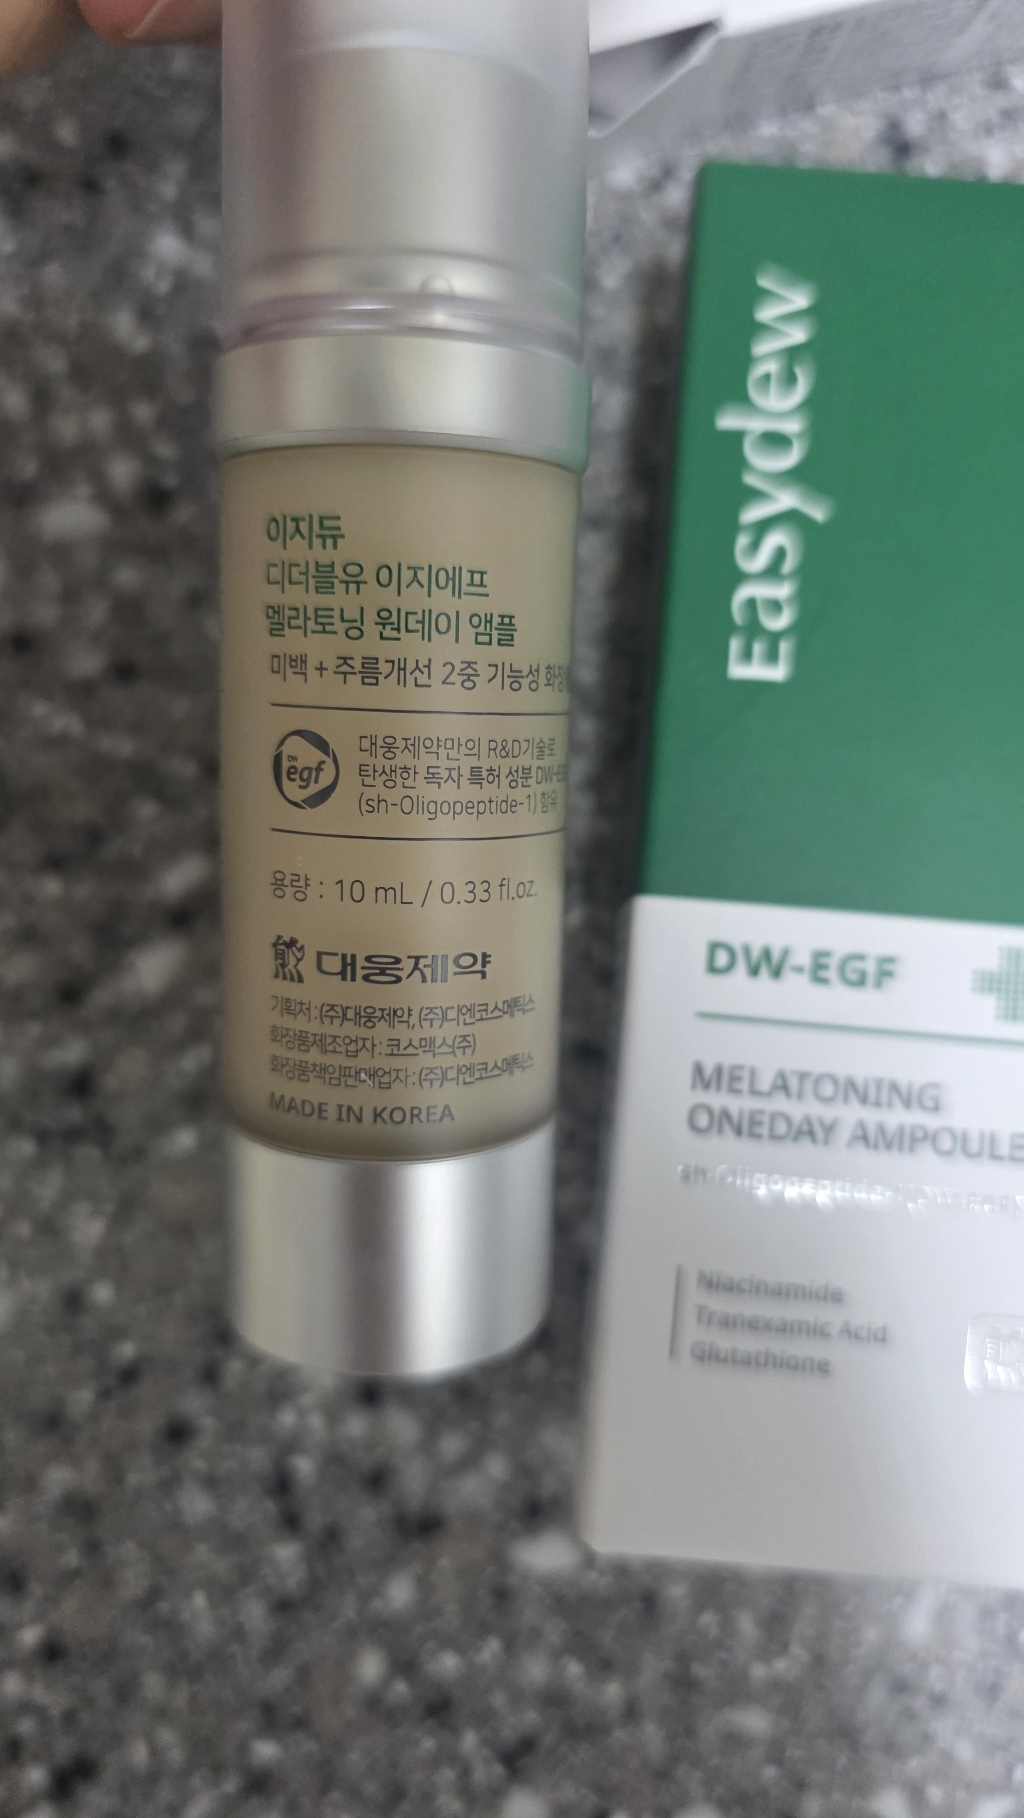 이지듀
디더블유 이지에프
멜라토닝 원데이 앰플
미백 + 주름개선 2중 기능성
DW
egf
대웅제약만의 R&D기술로
탄생한 독자 특허 성분 DW-EGF
(sh-Oligopeptide-1) 함유
용량 : 10 mL / 0.33 fl.oz.
대웅제약
기획처 : (주)대웅제약, (주)디엔코스메틱스
화장품제조업자 : 코스맥스(주)
화장품책임판매업자 : (주)디엔코스메틱스
MADE IN KOREA
Easydew
DW-EGF
MELATONING
ONEDAY AMPOULE
Niacinamide
Tranexamic Acid
Glutathione